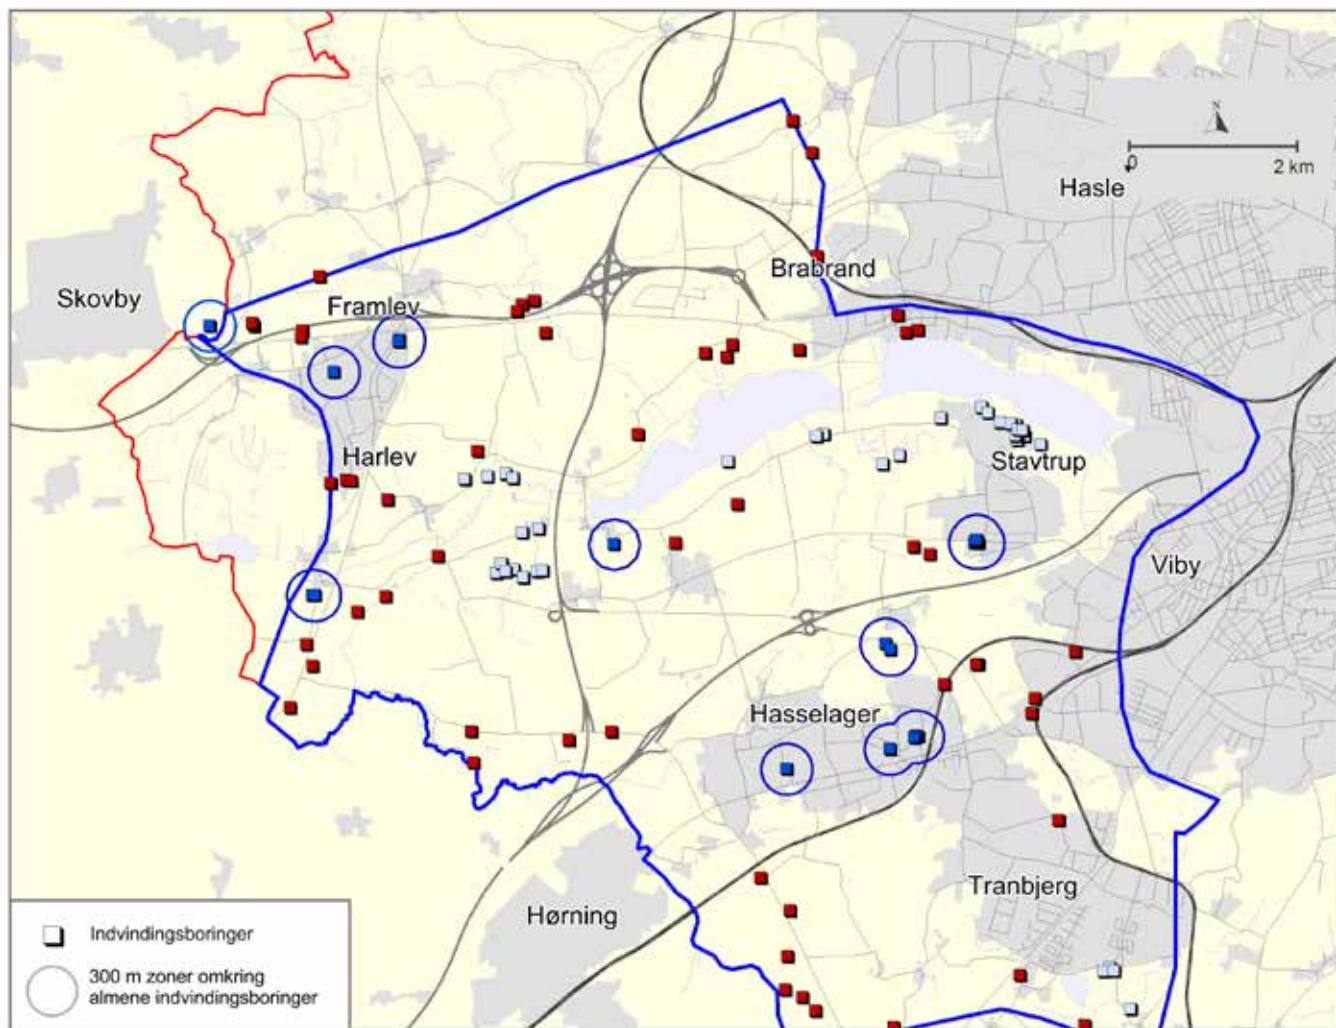 N
0
2 km
Hasle
Brabrand
Skovby
Framlev
Harlev
Stavtrup
Viby
Hasselager
Tranbjerg
Hørning
Indvindingsboringer
300 m zoner omkring
almene indvindingsboringer